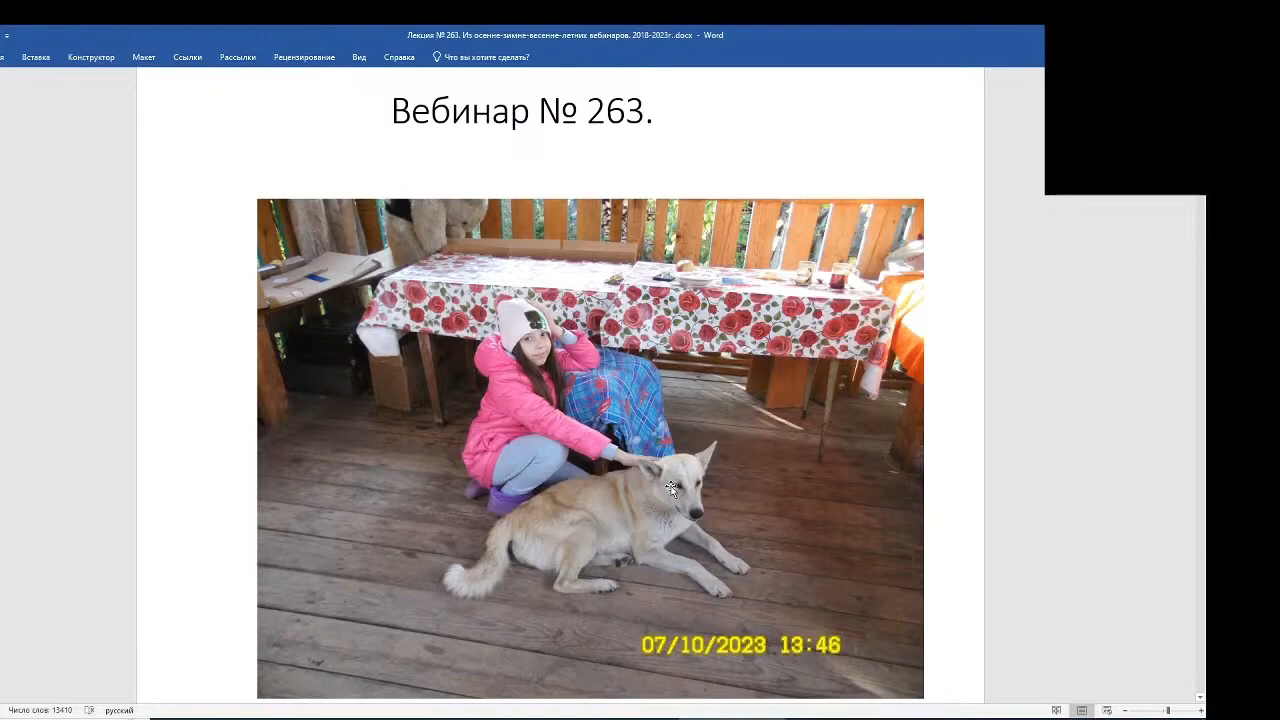 Лекция № 263. Из осенне-зимне-весенне-летних вебинаров. 2018-2023г..docx - Word
Вставка Конструктор Макет Ссылки Рассылки Рецензирование Вид Справка Что вы хотите сделать?
Вебинар № 263.
07/10/2023 13:46
Число слов: 13410 русский